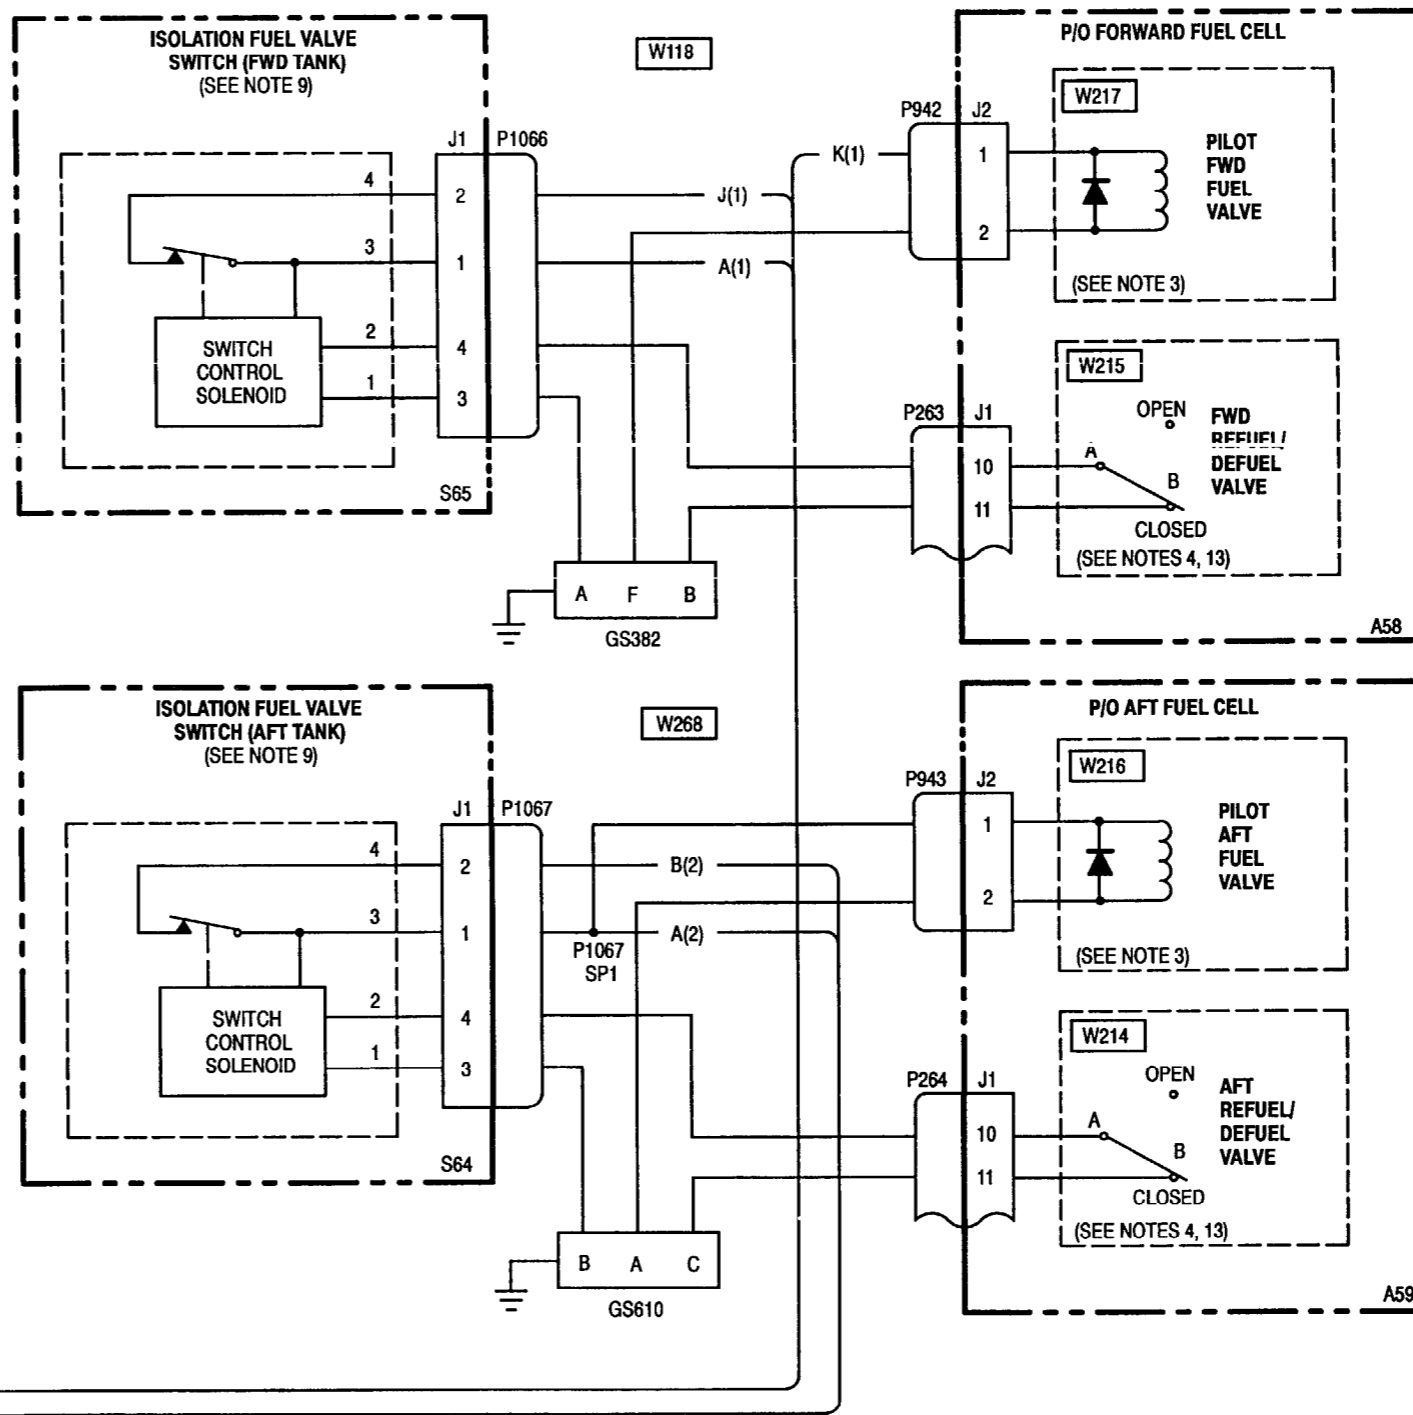 ISOLATION FUEL VALVE
SWITCH (FWD TANK)
(SEE NOTE 9)
W118
P/O FORWARD FUEL CELL
W217
P942
J2
J1
P1066
K(1)
1
PILOT
FWD
FUEL
VALVE
4
2
J(1)
2
3
1
A(1)
(SEE NOTE 3)
SWITCH
CONTROL
SOLENOID
2
4
1
3
W215
OPEN
FWD
REFUEL/
DEFUEL
VALVE
P263
J1
A
10
B
11
CLOSED
(SEE NOTES 4, 13)
S65
A
F
B
GS382
A58
ISOLATION FUEL VALVE
SWITCH (AFT TANK)
(SEE NOTE 9)
W268
P/O AFT FUEL CELL
W216
P943
J2
J1
P1067
1
PILOT
AFT
FUEL
VALVE
4
2
B(2)
2
3
1
A(2)
P1067
SP1
(SEE NOTE 3)
SWITCH
CONTROL
SOLENOID
2
4
1
3
W214
OPEN
AFT
REFUEL/
DEFUEL
VALVE
P264
J1
A
10
B
11
CLOSED
(SEE NOTES 4, 13)
S64
B
A
C
GS610
A59